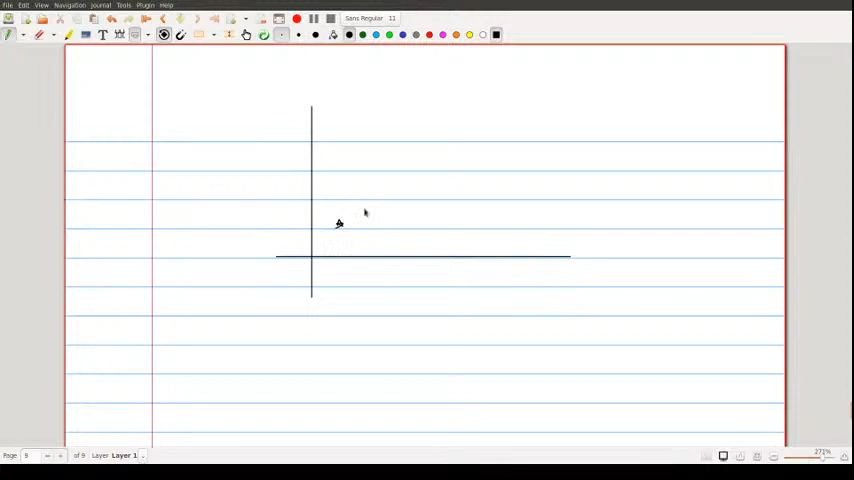 File Edit View Navigation Journal Tools Plugin Help
Sans Regular 11
Page 9 of 9 Layer Layer 1
271%